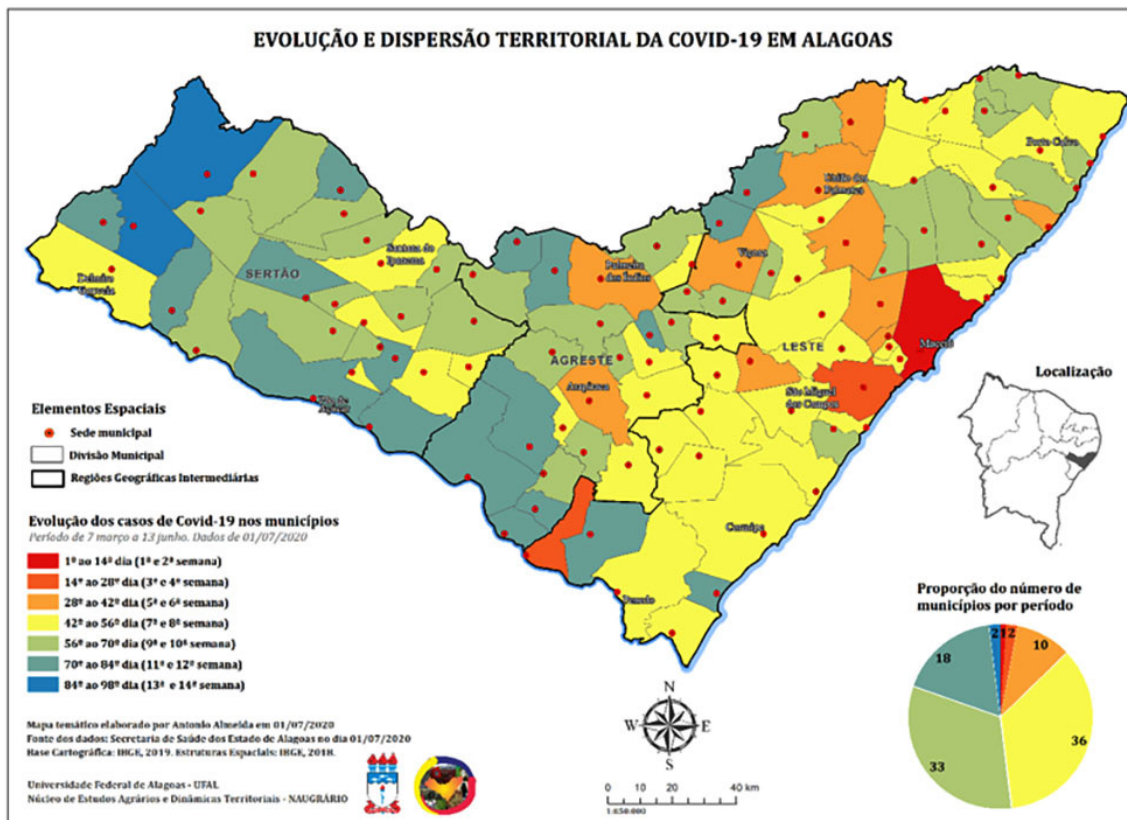 EVOLUÇÃO E DISPERSÃO TERRITORIAL DA COVID-19 EM ALAGOAS
Porto Calvo
União dos
Palmares
Viçosa
Santana do
Ipanema
Palmeira
dos Índios
SERTÃO
Delmiro
Gouveia
LESTE
Maceió
AGRESTE
Arapiraca
São Miguel
dos Campos
Pão de
Açúcar
Coruripe
Penedo
Localização
Elementos Espaciais
Sede municipal
Divisão Municipal
Regiões Geográficas Intermediárias
Evolução dos casos de Covid-19 nos municípios
Período de 7 março a 13 junho. Dados de 01/07/2020
1º ao 14º dia (1ª e 2ª semana)
14º ao 28º dia (3ª e 4ª semana)
28º ao 42º dia (5ª e 6ª semana)
42º ao 56º dia (7ª e 8ª semana)
56º ao 70º dia (9ª e 10ª semana)
70º ao 84º dia (11ª e 12ª semana)
84º ao 98º dia (13ª e 14ª semana)
Proporção do número de
municípios por período
2 1 2
10
18
36
33
Mapa temático elaborado por Antonio Almeida em 01/07/2020
Fonte dos dados: Secretaria de Saúde dos Estado de Alagoas no dia 01/07/2020
Base Cartográfica: IBGE, 2019. Estruturas Espaciais: IBGE, 2018.
Universidade Federal de Alagoas - UFAL
Núcleo de Estudos Agrários e Dinâmicas Territoriais - NAUGRÁRIO
N
W E
S
0 10 20 40 km
1:650.000